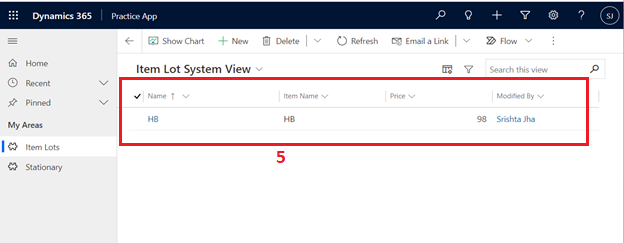 Dynamics 365 Practice App SJ
Show Chart New Delete Refresh Email a Link Flow
Home
Recent
Pinned
My Areas
Item Lots
Stationary
Item Lot System View Search this view
Name Item Name Price Modified By
HB HB 98 Srishta Jha
5